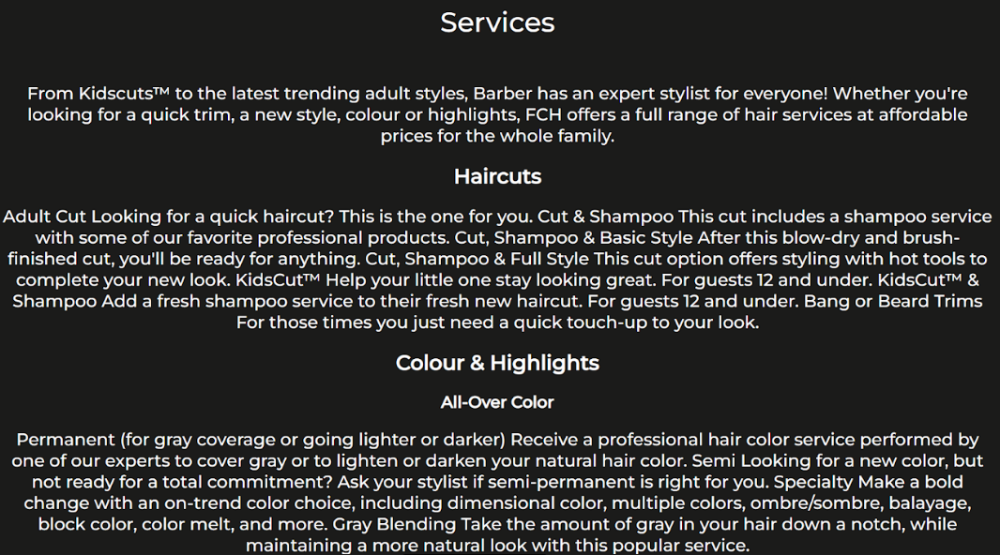 Services
From Kidscuts™ to the latest trending adult styles, Barber has an expert stylist for everyone! Whether you're
looking for a quick trim, a new style, colour or highlights, FCH offers a full range of hair services at affordable
prices for the whole family.
Haircuts
Adult Cut Looking for a quick haircut? This is the one for you. Cut & Shampoo This cut includes a shampoo service
with some of our favorite professional products. Cut, Shampoo & Basic Style After this blow-dry and brush-
finished cut, you'll be ready for anything. Cut, Shampoo & Full Style This cut option offers styling with hot tools to
complete your new look. KidsCut™ Help your little one stay looking great. For guests 12 and under. KidsCut™ &
Shampoo Add a fresh shampoo service to their fresh new haircut. For guests 12 and under. Bang or Beard Trims
For those times you just need a quick touch-up to your look.
Colour & Highlights
All-Over Color
Permanent (for gray coverage or going lighter or darker) Receive a professional hair color service performed by
one of our experts to cover gray or to lighten or darken your natural hair color. Semi Looking for a new color, but
not ready for a total commitment? Ask your stylist if semi-permanent is right for you. Specialty Make a bold
change with an on-trend color choice, including dimensional color, multiple colors, ombre/sombre, balayage,
block color, color melt, and more. Gray Blending Take the amount of gray in your hair down a notch, while
maintaining a more natural look with this popular service.